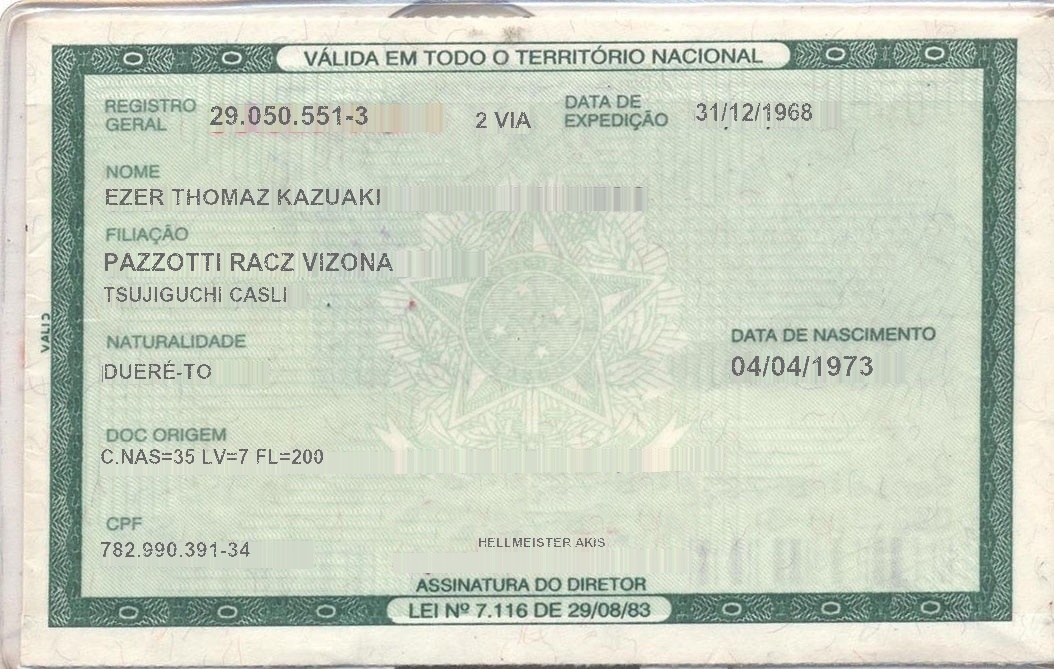 VÁLIDA EM TODO O TERRITÓRIO NACIONAL
REGISTRO GERAL 29.050.551-3 2 VIA DATA DE EXPEDIÇÃO 31/12/1968
NOME
EZER THOMAZ KAZUAKI
FILIAÇÃO
PAZZOTTI RACZ VIZONA
TSUJIGUCHI CASLI
NATURALIDADE DATA DE NASCIMENTO
DUERÉ-TO 04/04/1973
DOC ORIGEM
C.NAS=35 LV=7 FL=200
CPF
782.990.391-34 HELLMEISTER AKIS
ASSINATURA DO DIRETOR
LEI Nº 7.116 DE 29/08/83